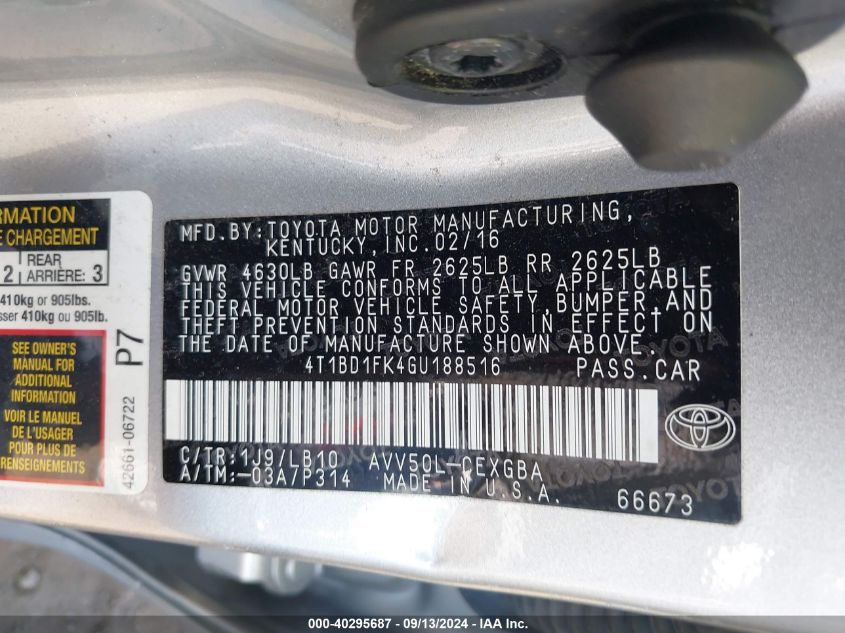 RMATION
E CHARGEMENT
2 REAR ARRIÈRE: 3
410kg or 905lbs.
sser 410kg ou 905lb.
SEE OWNER'S
MANUAL FOR
ADDITIONAL
INFORMATION
VOIR LE MANUEL
DE L'USAGER
POUR PLUS DE
RENSEIGNEMENTS
P7
42661-06722
MFD.BY:TOYOTA MOTOR MANUFACTURING,
KENTUCKY,INC.02/16
GVWR 4630LB GAWR FR 2625LB RR 2625LB
THIS VEHICLE CONFORMS TO ALL APPLICABLE
FEDERAL MOTOR VEHICLE SAFETY,BUMPER,AND
THEFT PREVENTION STANDARDS IN EFFECT ON
THE DATE OF MANUFACTURE SHOWN ABOVE.
4T1BD1FK4GU188516 PASS.CAR
C/TR:1J9/LB10 AVV50L-CEXGBA
A/TM:-03A/P314 MADE IN U.S.A.
66673
TOYOTA
000-40295687 - 09/13/2024 - IAA Inc.